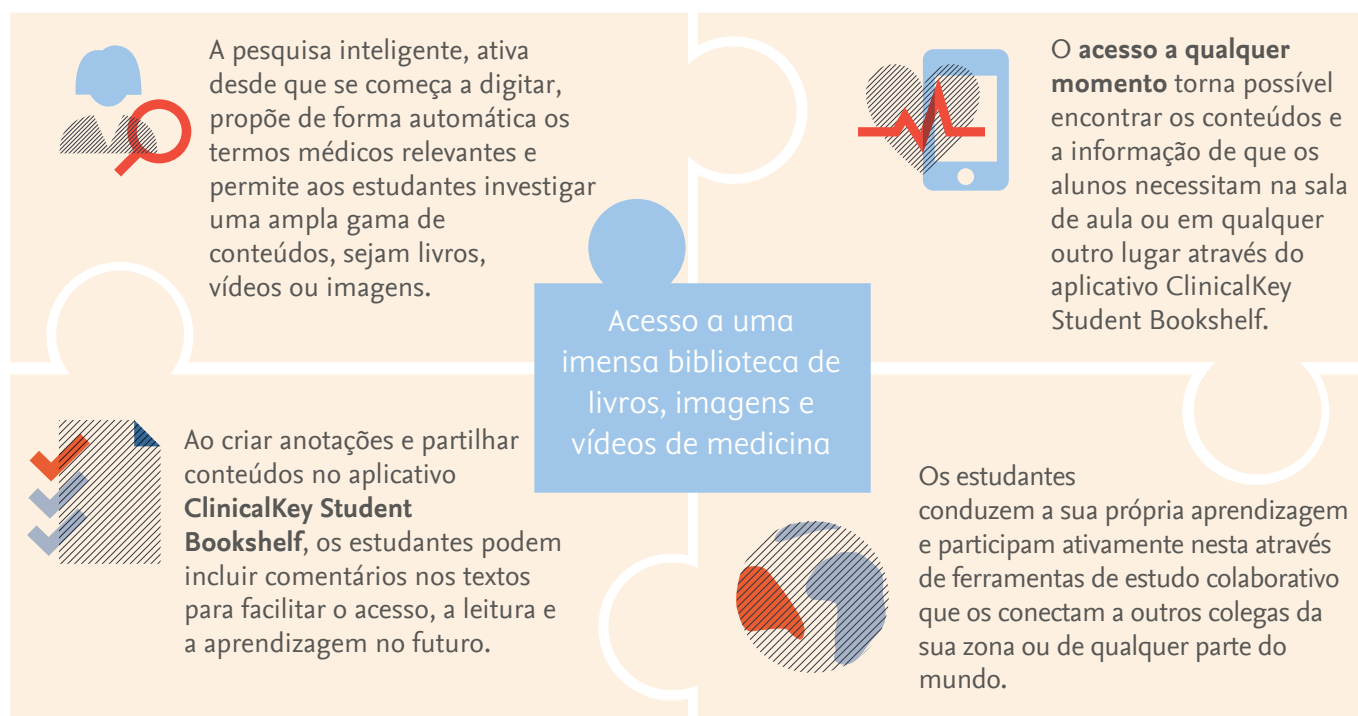 A pesquisa inteligente, ativa
desde que se começa a digitar,
propõe de forma automática os
termos médicos relevantes e
permite aos estudantes investigar
uma ampla gama de
conteúdos, sejam livros,
vídeos ou imagens.
O acesso a qualquer
momento torna possível
encontrar os conteúdos e
a informação de que os
alunos necessitam na sala
de aula ou em qualquer
outro lugar através do
aplicativo ClinicalKey
Student Bookshelf.
Acesso a uma
imensa biblioteca de
livros, imagens e
vídeos de medicina
Ao criar anotações e partilhar
conteúdos no aplicativo
ClinicalKey Student
Bookshelf, os estudantes podem
incluir comentários nos textos
para facilitar o acesso, a leitura e
a aprendizagem no futuro.
Os estudantes
conduzem a sua própria aprendizagem
e participam ativamente nesta através
de ferramentas de estudo colaborativo
que os conectam a outros colegas da
sua zona ou de qualquer parte do
mundo.